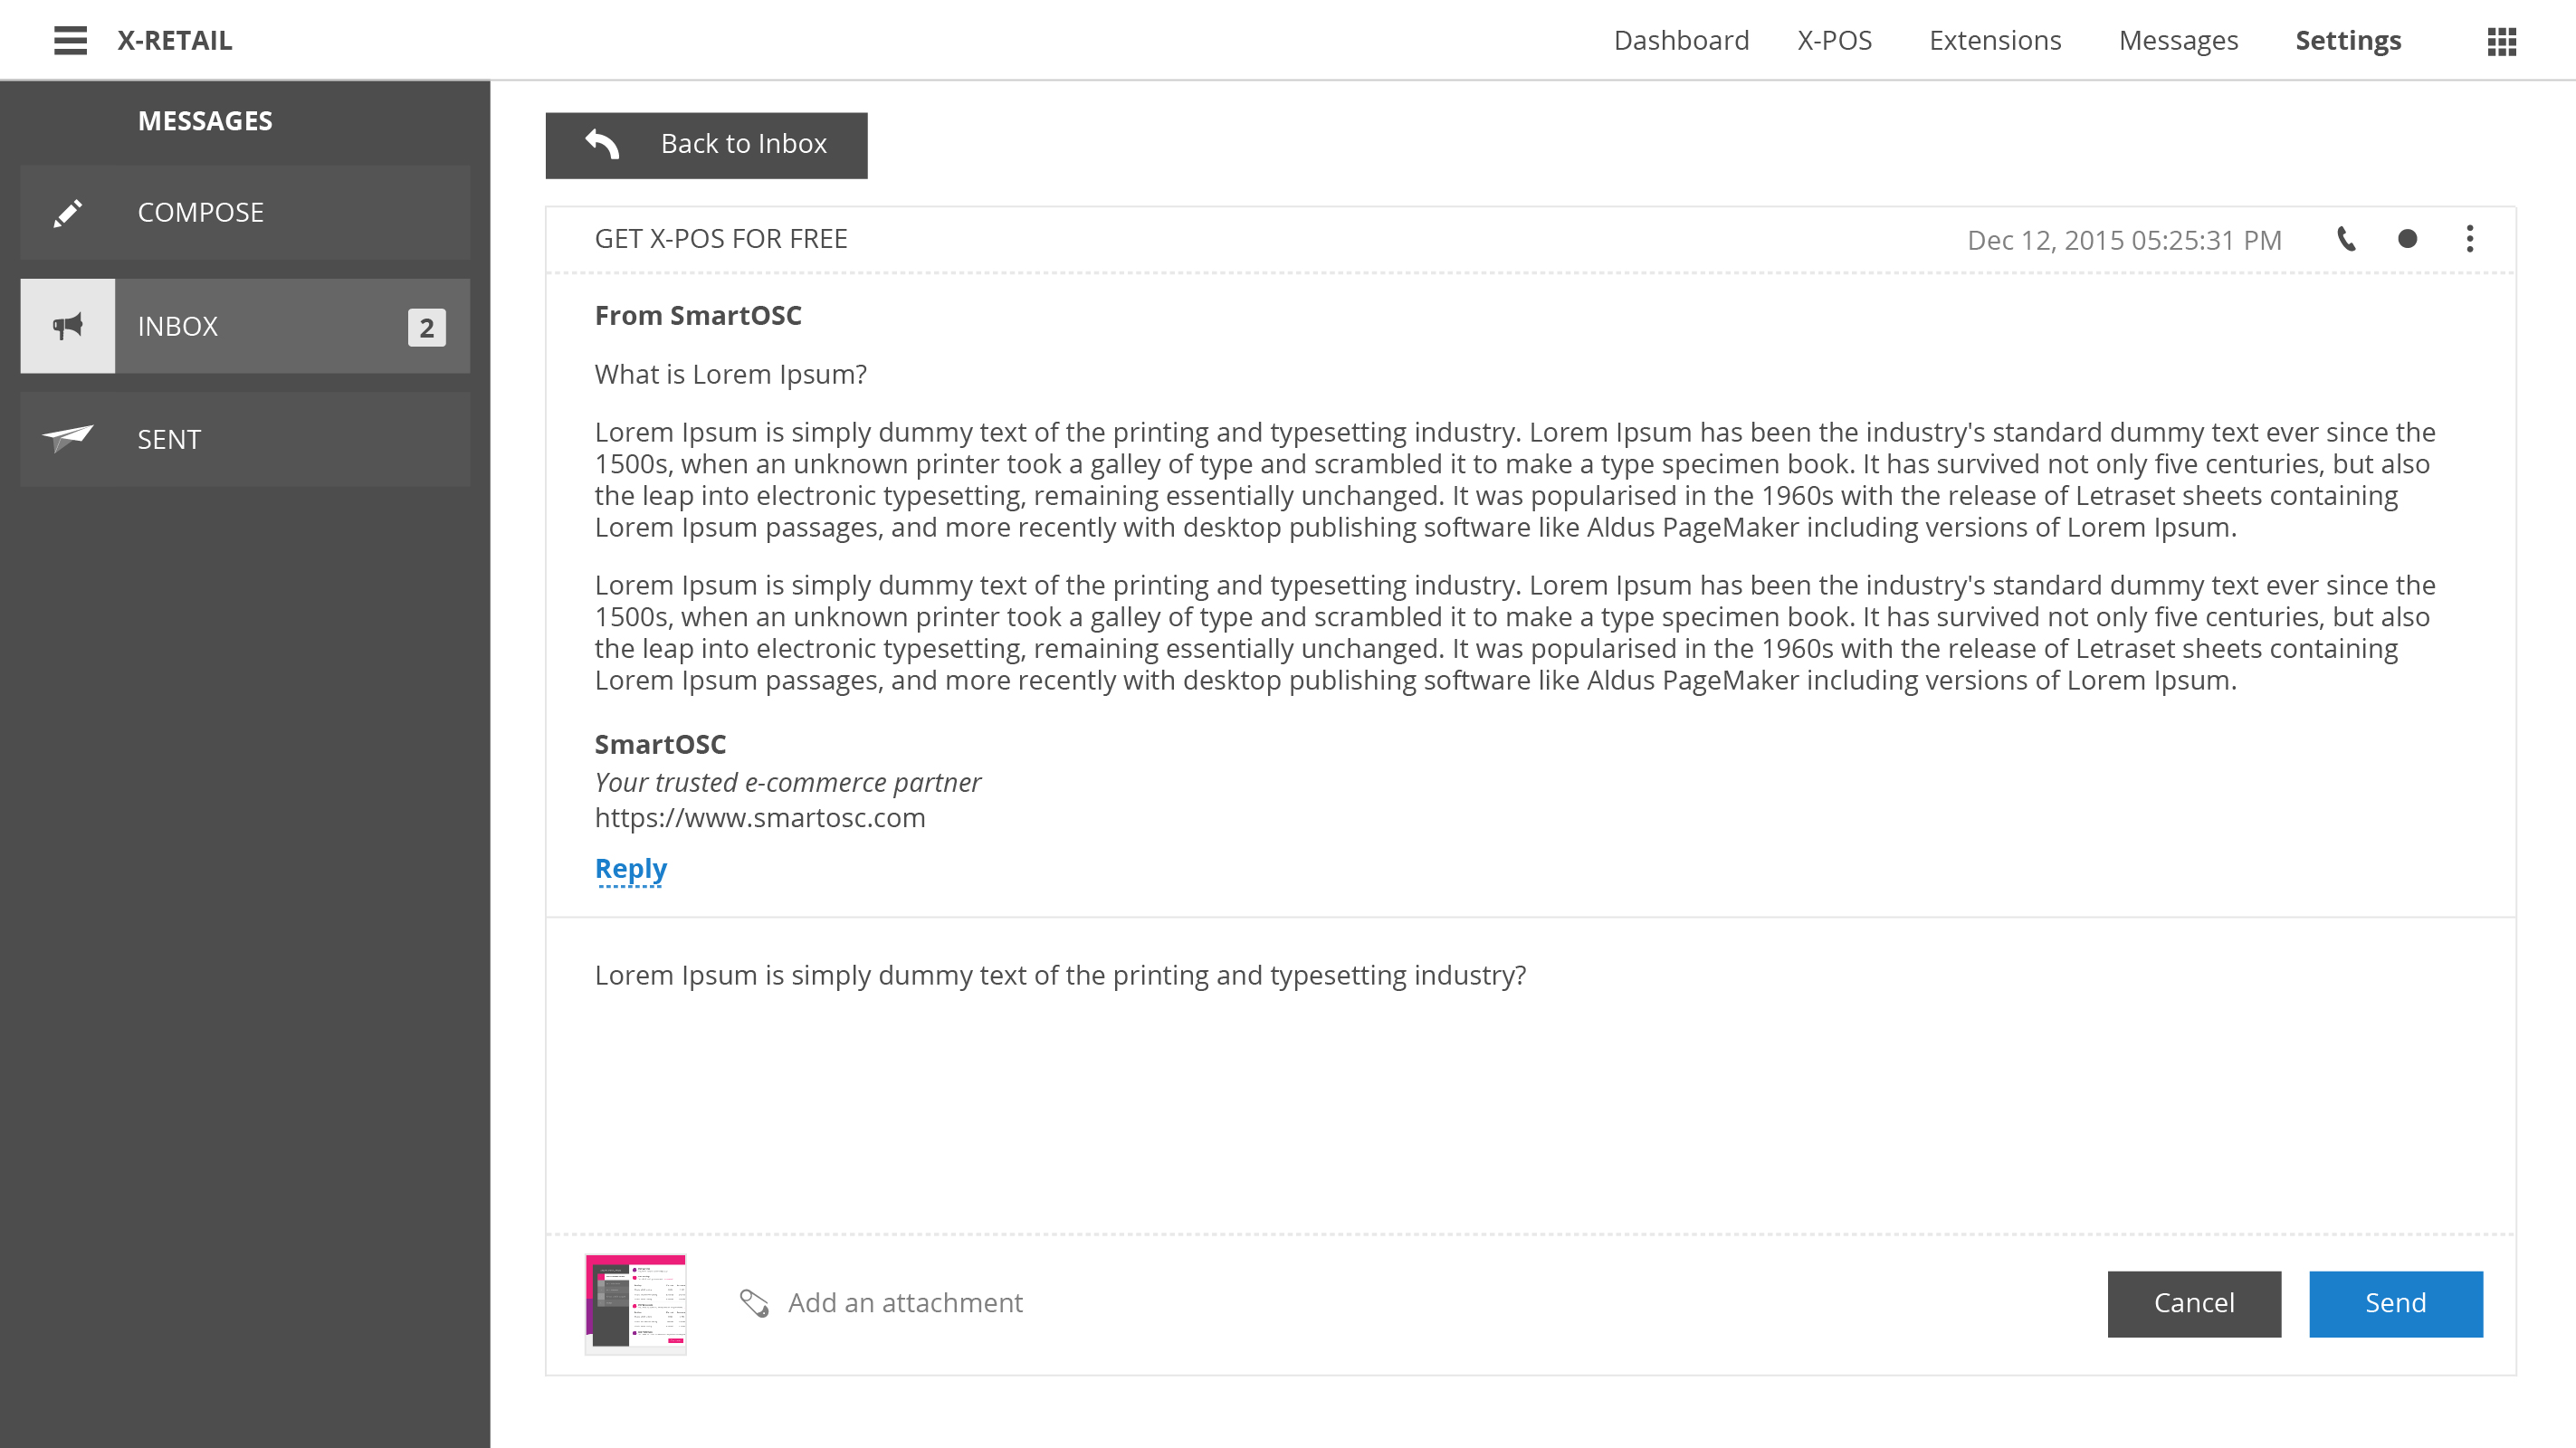 X-RETAIL
Dashboard X-POS Extensions Messages Settings
MESSAGES
COMPOSE
INBOX 2
SENT
Back to Inbox
GET X-POS FOR FREE Dec 12, 2015 05:25:31 PM
From SmartOSC
What is Lorem Ipsum?
Lorem Ipsum is simply dummy text of the printing and typesetting industry. Lorem Ipsum has been the industry's standard dummy text ever since the
1500s, when an unknown printer took a galley of type and scrambled it to make a type specimen book. It has survived not only five centuries, but also
the leap into electronic typesetting, remaining essentially unchanged. It was popularised in the 1960s with the release of Letraset sheets containing
Lorem Ipsum passages, and more recently with desktop publishing software like Aldus PageMaker including versions of Lorem Ipsum.
Lorem Ipsum is simply dummy text of the printing and typesetting industry. Lorem Ipsum has been the industry's standard dummy text ever since the
1500s, when an unknown printer took a galley of type and scrambled it to make a type specimen book. It has survived not only five centuries, but also
the leap into electronic typesetting, remaining essentially unchanged. It was popularised in the 1960s with the release of Letraset sheets containing
Lorem Ipsum passages, and more recently with desktop publishing software like Aldus PageMaker including versions of Lorem Ipsum.
SmartOSC
Your trusted e-commerce partner
https://www.smartosc.com
Reply
Lorem Ipsum is simply dummy text of the printing and typesetting industry?
Add an attachment
Cancel Send